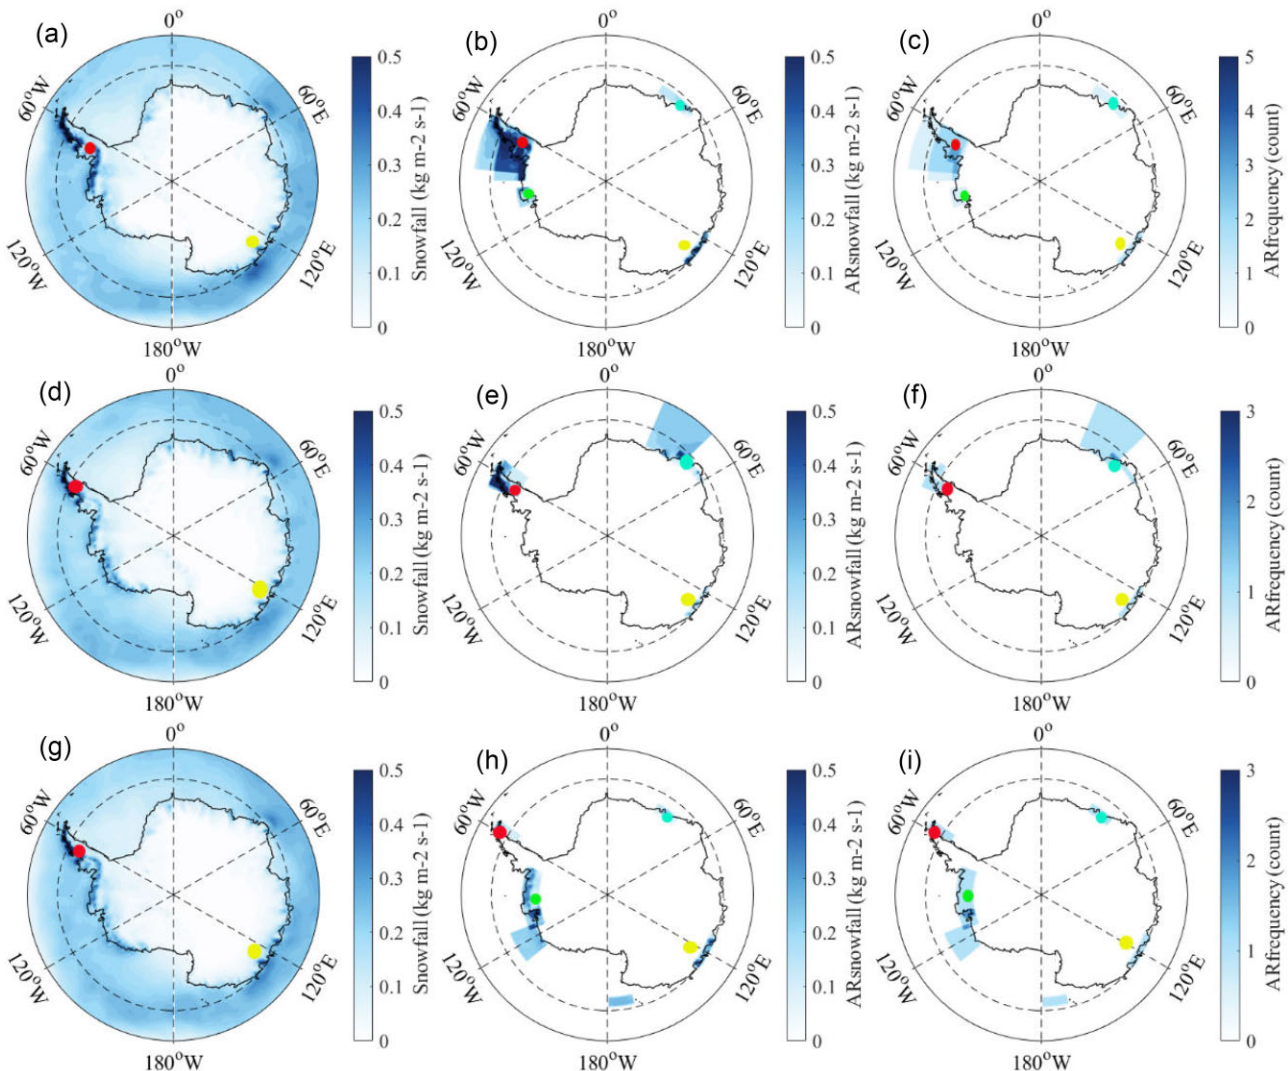 (a)
0°
60°W
60°E
120°W
120°E
180°W
0.5
0.4
0.3
0.2
0.1
0
Snowfall (kg m-2 s-1)
(b)
0°
60°W
60°E
120°W
120°E
180°W
0.5
0.4
0.3
0.2
0.1
0
ARsnowfall (kg m-2 s-1)
(c)
0°
60°W
60°E
120°W
120°E
180°W
5
4
3
2
1
0
ARfrequency (count)
(d)
0°
60°W
60°E
120°W
120°E
180°W
0.5
0.4
0.3
0.2
0.1
0
Snowfall (kg m-2 s-1)
(e)
0°
60°W
60°E
120°W
120°E
180°W
0.5
0.4
0.3
0.2
0.1
0
ARsnowfall (kg m-2 s-1)
(f)
0°
60°W
60°E
120°W
120°E
180°W
3
2
1
0
ARfrequency (count)
(g)
0°
60°W
60°E
120°W
120°E
180°W
0.5
0.4
0.3
0.2
0.1
0
Snowfall (kg m-2 s-1)
(h)
0°
60°W
60°E
120°W
120°E
180°W
0.5
0.4
0.3
0.2
0.1
0
ARsnowfall (kg m-2 s-1)
(i)
0°
60°W
60°E
120°W
120°E
180°W
3
2
1
0
ARfrequency (count)